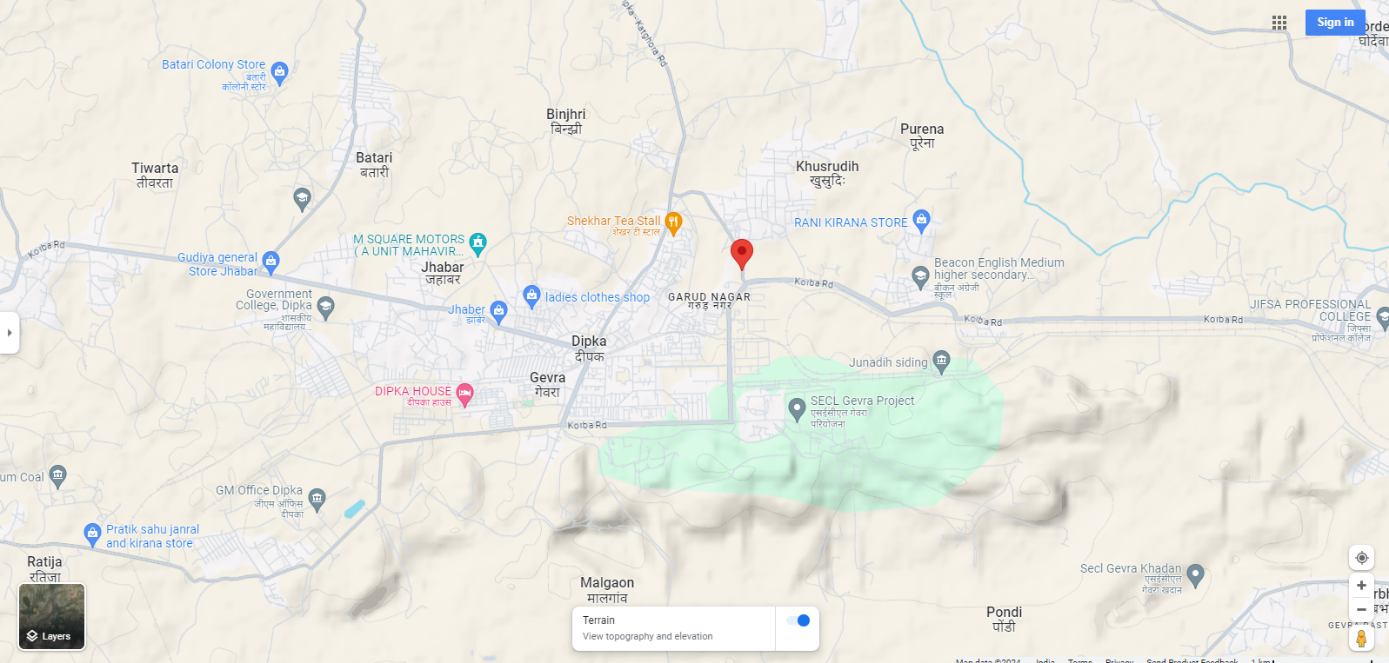 pka - Karghora Rd
Sign in
orde
घोर्देवा
Batari Colony Store
बतारी
कॉलोनी स्टोर
Binjhri
बिन्झ्री
Purena
पूरेना
Batari
बतारी
Tiwarta
तीवरता
Khusrudih
खुसुदिः
Shekhar Tea Stall
शेखर टी स्टाल
RANI KIRANA STORE
M SQUARE MOTORS
( A UNIT MAHAVIR...
Korba Rd
Gudiya general
Store Jhabar
Jhabar
जहाबर
Beacon English Medium
higher secondary...
बीकन अंग्रेजी
स्कूल
Government
College, Dipka
शासकीय
महाविद्यालय...
ladies clothes shop
GARUD NAGAR
गरुड़ नगर
Korba Rd
Jhaber
झाबेर
JIFSA PROFESSIONAL
COLLEGE
जिफ्सा
प्रोफेशनल कॉलेज
Korba Rd
Korba Rd
Dipka
दीपक
Junadih siding
Gevra
गेवरा
DIPKA HOUSE
दीपका हाउस
SECL Gevra Project
एसईसीएल गेवरा
परियोजना
Korba Rd
um Coal
GM Office Dipka
जीएम ऑफिस
दीपका
Pratik sahu janral
and kirana store
Ratija
रतिजा
Malgaon
मालगांव
Secl Gevra Khadan
एसईसीएल
गेवरा खदान
Pondi
पोंडी
GEVRA BAST
Layers
Terrain
View topography and elevation
Map data ©2024 India Terms Privacy Send Product Feedback 1 km